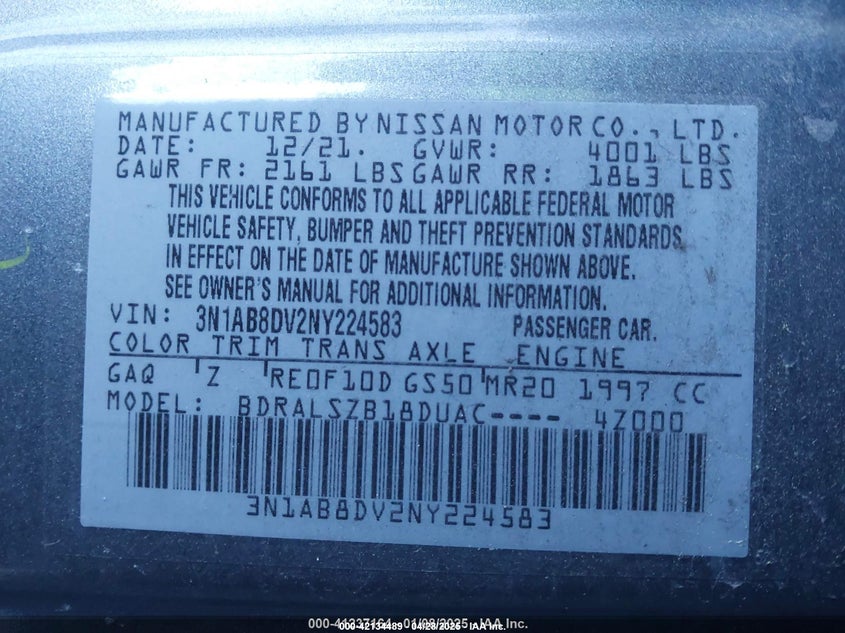 MANUFACTURED BY NISSAN MOTOR CO., LTD.
DATE: 12/21. GVWR: 4001 LBS
GAWR FR: 2161 LBS GAWR RR: 1863 LBS
THIS VEHICLE CONFORMS TO ALL APPLICABLE FEDERAL MOTOR
VEHICLE SAFETY, BUMPER AND THEFT PREVENTION STANDARDS
IN EFFECT ON THE DATE OF MANUFACTURE SHOWN ABOVE.
SEE OWNER'S MANUAL FOR ADDITIONAL INFORMATION.
VIN: 3N1AB8DV2NY224583 PASSENGER CAR.
COLOR TRIM TRANS AXLE ENGINE
GAQ Z RE0F10D GS50 MR20 1997 CC
MODEL: BDRALSZB18DUAC---- 4Z000
3N1AB8DV2NY224583
IAA Inc.